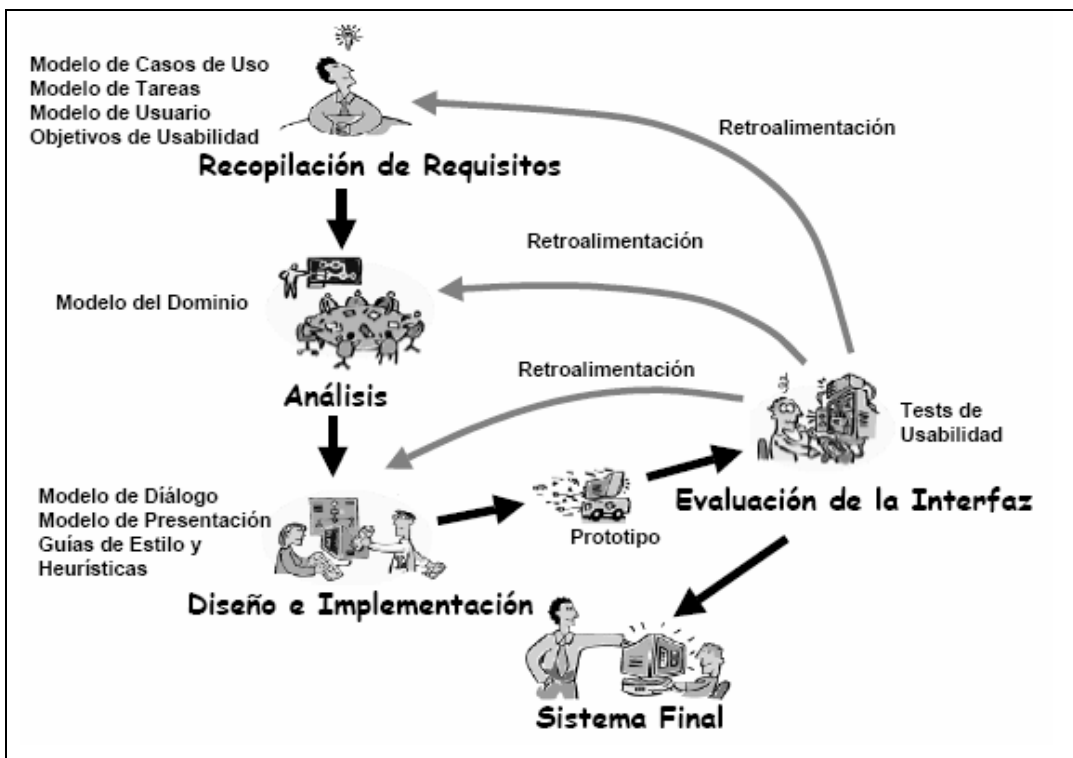 Modelo de Casos de Uso
Modelo de Tareas
Modelo de Usuario
Objetivos de Usabilidad
Recopilación de Requisitos
Retroalimentación
Retroalimentación
Modelo del Dominio
Análisis
Retroalimentación
Tests de
Usabilidad
Evaluación de la Interfaz
Modelo de Diálogo
Modelo de Presentación
Guías de Estilo y
Heurísticas
Prototipo
Diseño e Implementación
Sistema Final